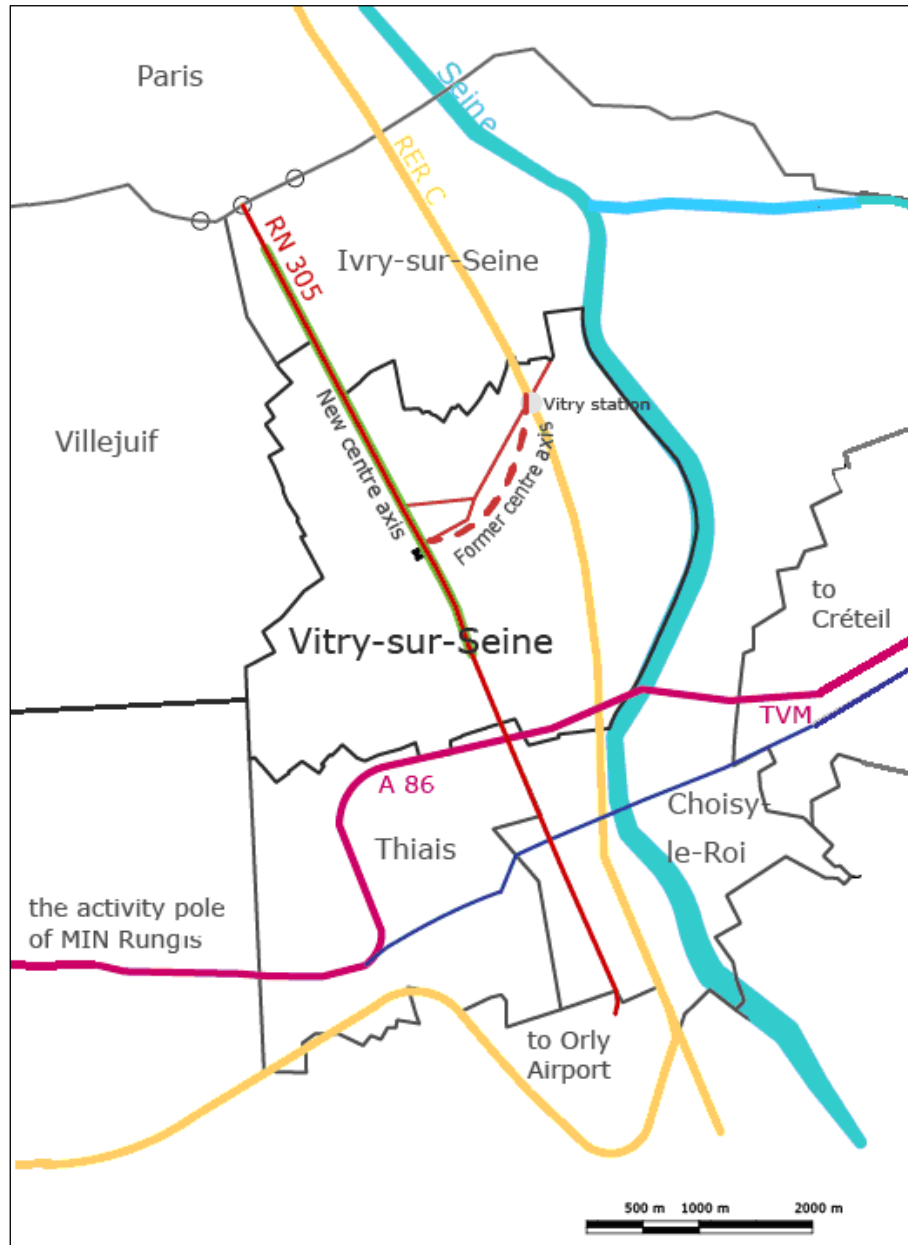 Paris
Seine
RER C
RN 305
Ivry-sur-Seine
Villejuif
New centre axis
Vitry station
Former centre axis
to
Créteil
Vitry-sur-Seine
TVM
A 86
Choisy-
le-Roi
Thiais
the activity pole
of MIN Rungis
to Orly
Airport
500 m 1000 m 2000 m